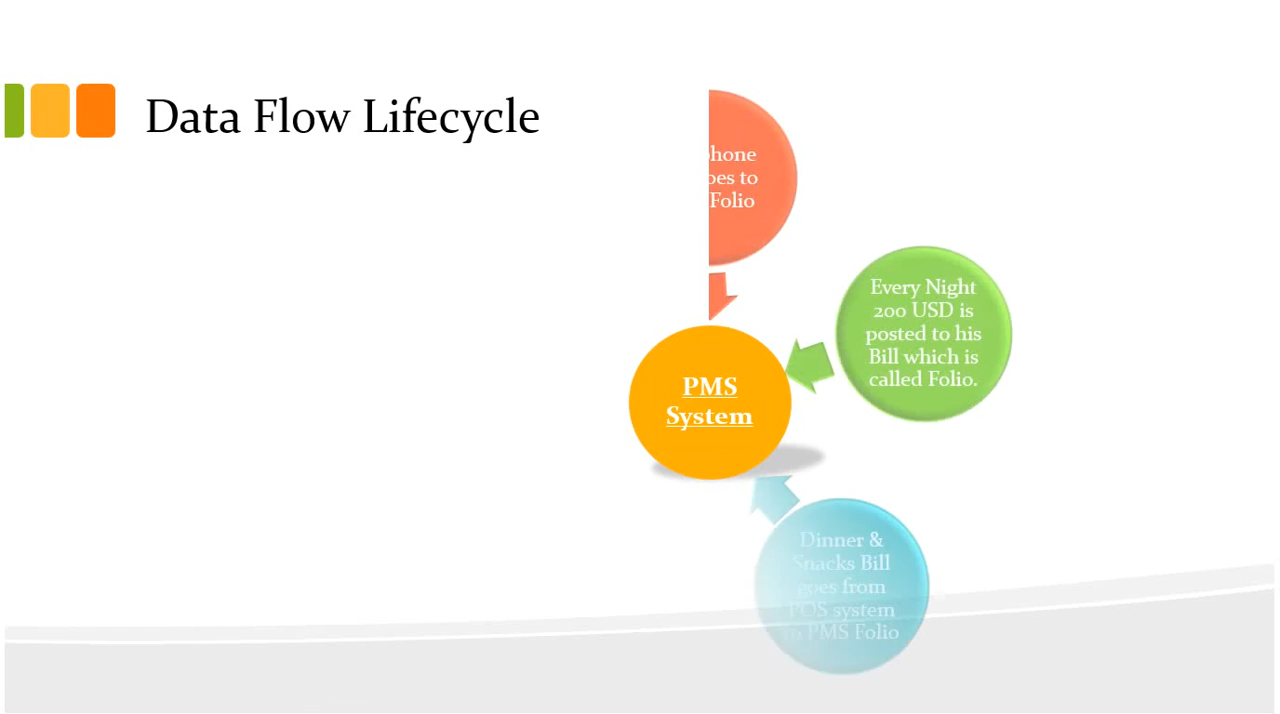 Data Flow Lifecycle
phone
oes to
Folio
Every Night
200 USD is
posted to his
Bill which is
called Folio.
PMS
System
Dinner &
Snacks Bill
goes from
POS system
to PMS Folio